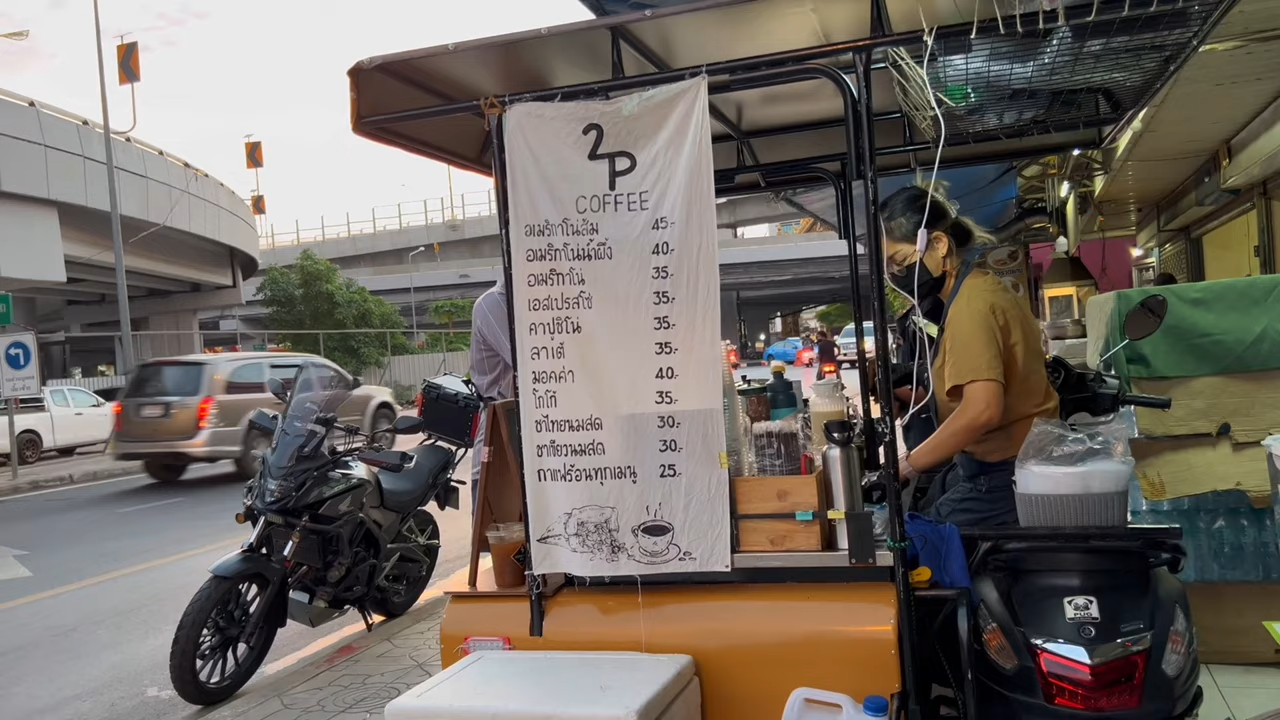 2P
COFFEE
อเมริกาโน่ส้ม 45.-
อเมริกาโน่น้ำผึ้ง 40.-
อเมริกาโน่ 35.-
เอสเปรสโซ่ 35.-
คาปูชิโน่ 35.-
ลาเต้ 35.-
มอคค่า 40.-
โกโก้ 35.-
ชาไทยนมสด 30.-
ชาเขียวนมสด 30.-
กาแฟร้อนทุกเมนู 25.-
PUG